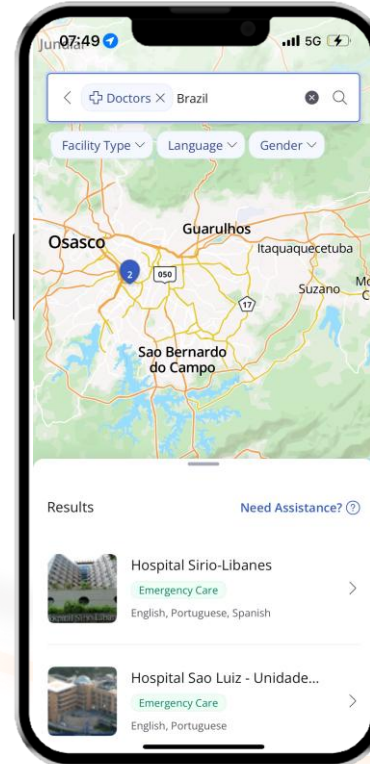 Jundiaí
07:49
5G
Doctors
Brazil
Facility Type
Language
Gender
Guarulhos
Osasco
Itaquaquecetuba
2
050
Suzano
17
Sao Bernardo
do Campo
Results
Need Assistance?
Hospital Sirio-Libanes
Emergency Care
English, Portuguese, Spanish
Hospital Sao Luiz - Unidade...
Emergency Care
English, Portuguese